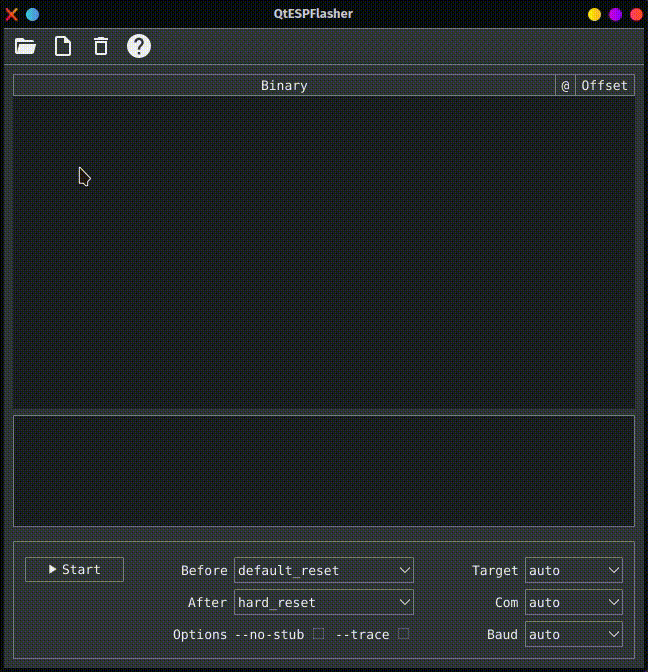 QtESPFlasher
?
Binary @ Offset
Start Before default_reset Target auto
After hard_reset Com auto
Options --no-stub --trace Baud auto